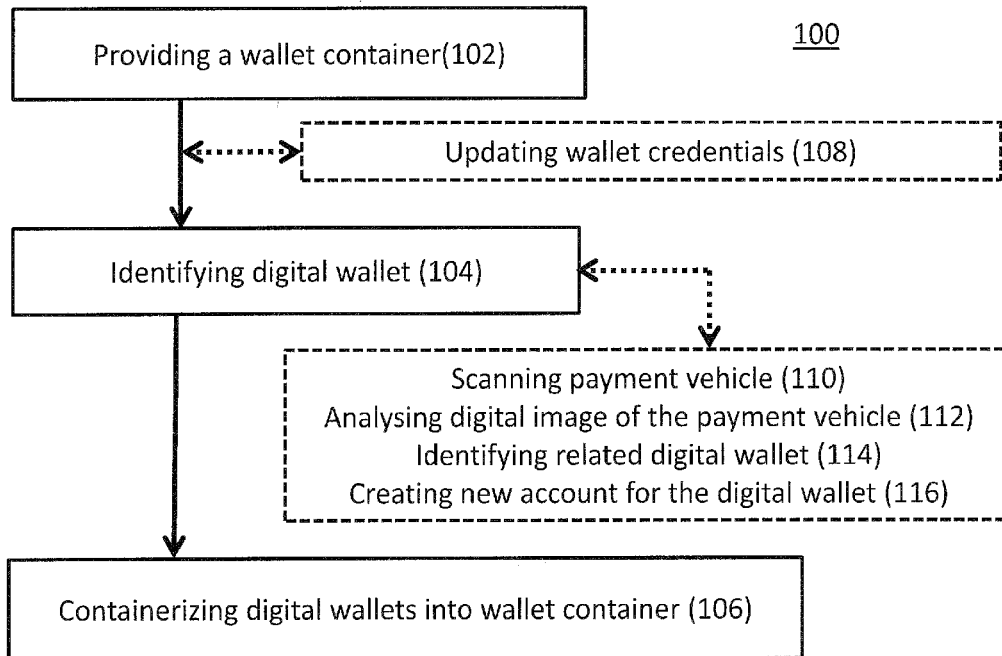 100
Providing a wallet container(102)
Updating wallet credentials (108)
Identifying digital wallet (104)
Scanning payment vehicle (110)
Analysing digital image of the payment vehicle (112)
Identifying related digital wallet (114)
Creating new account for the digital wallet (116)
Containerizing digital wallets into wallet container (106)